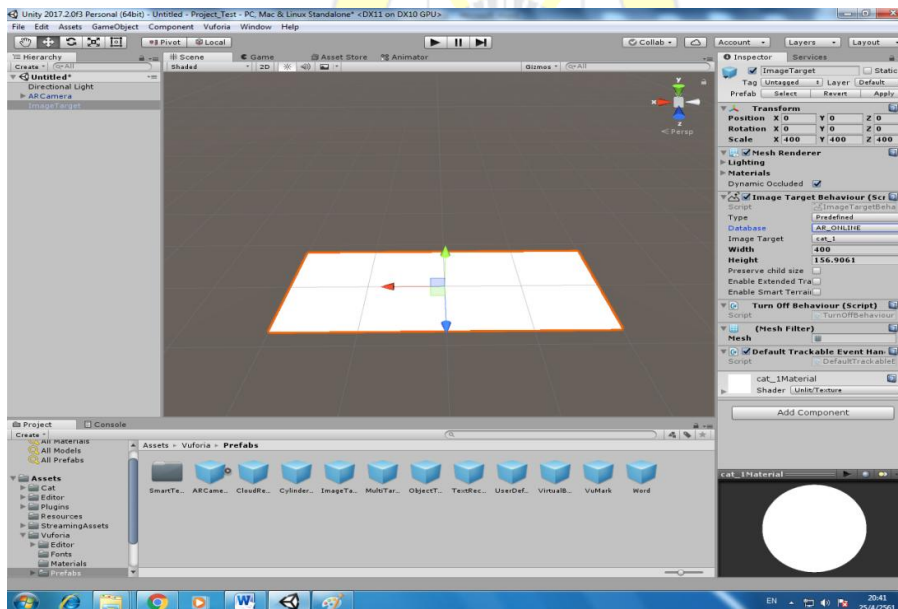 Unity 2017.2.0f3 Personal (64bit) - Untitled - Project_Test - PC, Mac & Linux Standalone* <DX11 on DX10 GPU>
File Edit Assets GameObject Component Vuforia Window Help
Pivot Local Collab Account Layers Layout
Hierarchy Scene Game Asset Store Animator Inspector Services
Create All Shaded 2D Gizmos All
Untitled*
Directional Light
ARCamera
ImageTarget
y
x
z
Persp
ImageTarget Static
Tag Untagged Layer Default
Prefab Select Revert Apply
Transform
Position X 0 Y 0 Z 0
Rotation X 0 Y 0 Z 0
Scale X 400 Y 400 Z 400
Mesh Renderer
Lighting
Materials
Dynamic Occluded
Image Target Behaviour (Scr
Script ImageTargetBeha
Type Predefined
Database AR_ONLINE
Image Target cat_1
Width 400
Height 156.9061
Preserve child size
Enable Extended Tra
Enable Smart Terrai
Turn Off Behaviour (Script)
Script TurnOffBehaviour
(Mesh Filter)
Mesh
Default Trackable Event Han
Script DefaultTrackableE
cat_1Material
Shader Unlit/Texture
Add Component
Project Console
Create
All Materials
All Models
All Prefabs
Assets
Cat
Editor
Plugins
Resources
StreamingAssets
Vuforia
Editor
Fonts
Materials
Prefabs
Assets Vuforia Prefabs
SmartTe... ARCame... CloudRe... Cylinder... ImageTa... MultiTar... ObjectT... TextRec... UserDef... VirtualB... VuMark Word
cat_1Material
EN 20:41
25/4/2561